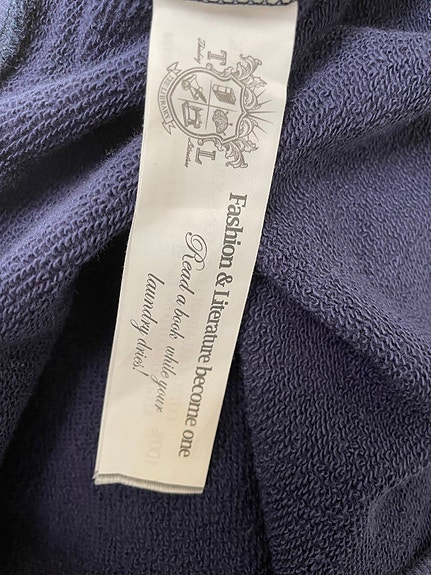 T L
Fashion & Literature become one
Read a book while your
laundry dries!